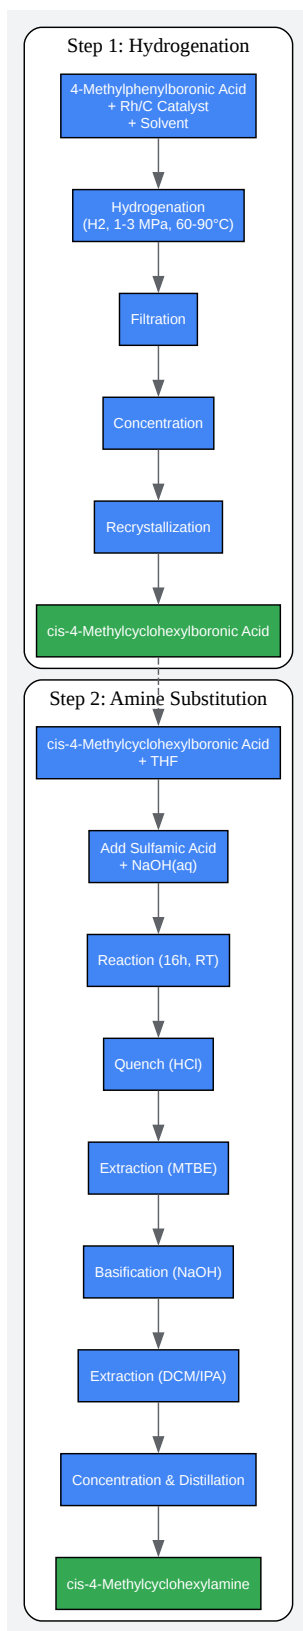 Step 1: Hydrogenation
4-Methylphenylboronic Acid
+ Rh/C Catalyst
+ Solvent
Hydrogenation
(H2, 1-3 MPa, 60-90°C)
Filtration
Concentration
Recrystallization
cis-4-Methylcyclohexylboronic Acid
Step 2: Amine Substitution
cis-4-Methylcyclohexylboronic Acid
+ THF
Add Sulfamic Acid
+ NaOH(aq)
Reaction (16h, RT)
Quench (HCl)
Extraction (MTBE)
Basification (NaOH)
Extraction (DCM/IPA)
Concentration & Distillation
cis-4-Methylcyclohexylamine